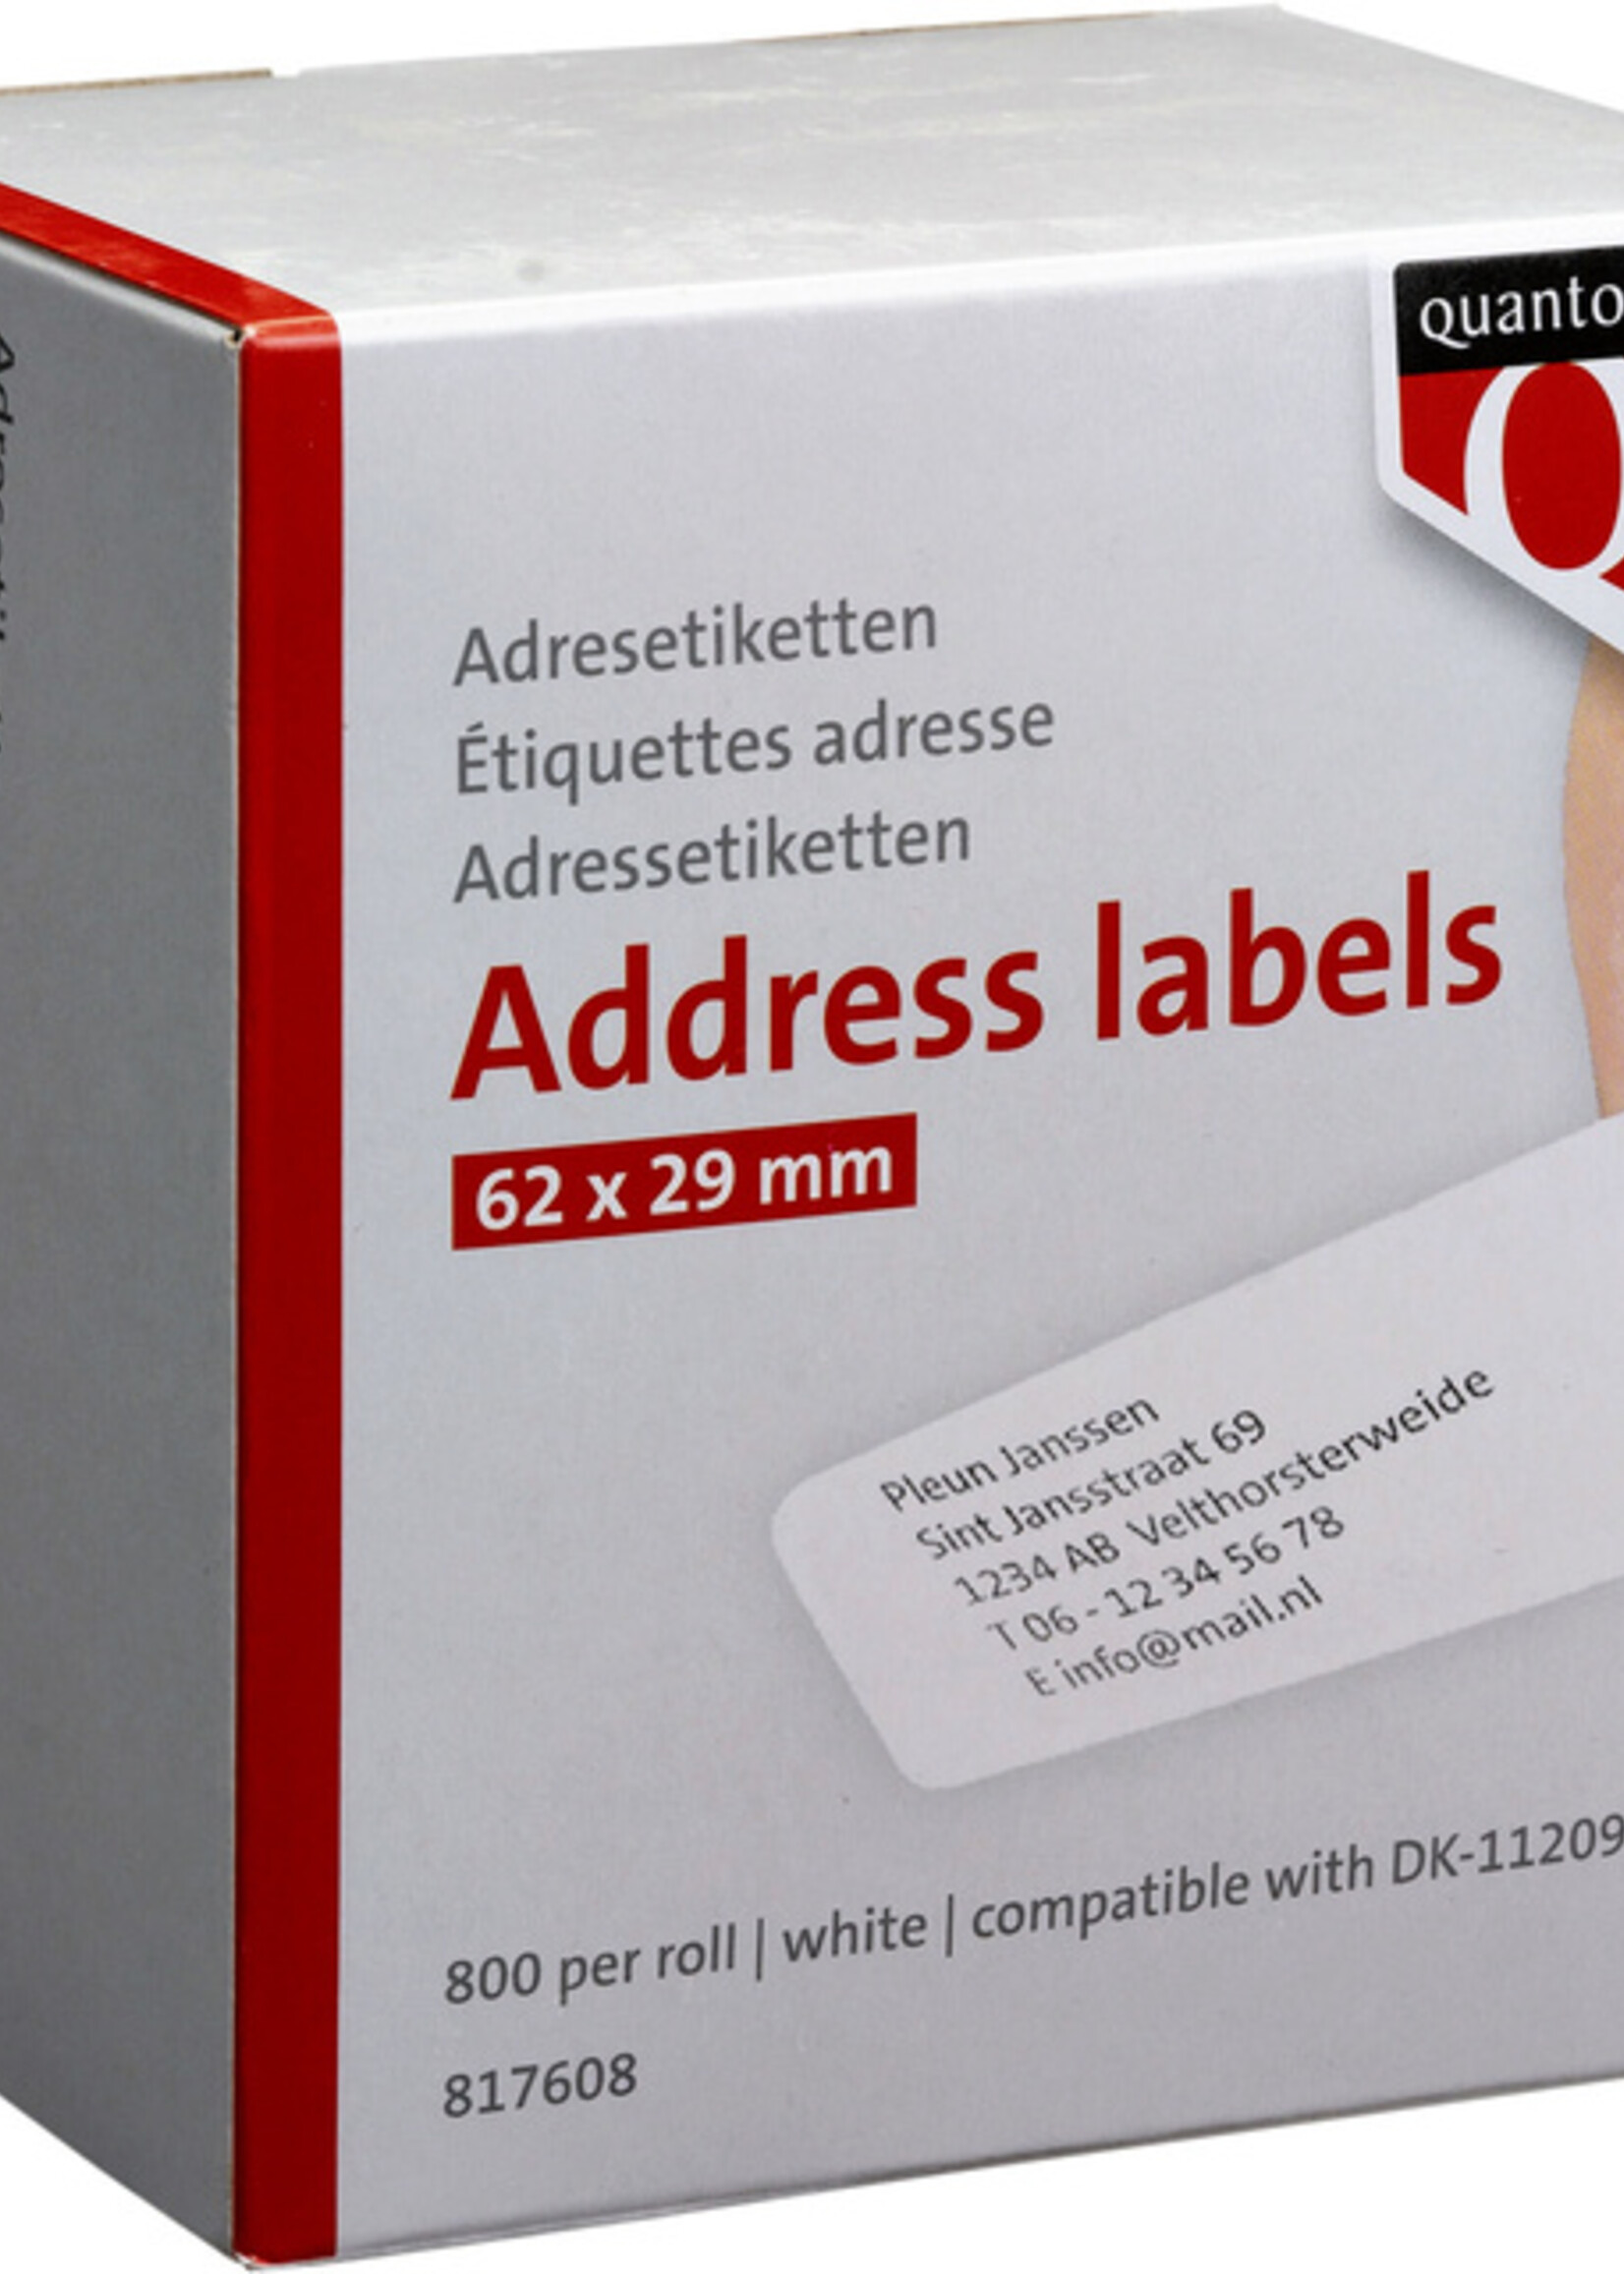 quanto
Q
Adresetiketten
Étiquettes adresse
Adressetiketten
Address labels
62 x 29 mm
Pleun Janssen
Sint Jansstraat 69
1234 AB Velthorsterweide
T 06 - 12 34 56 78
E info@mail.nl
800 per roll | white | compatible with DK-11209
817608